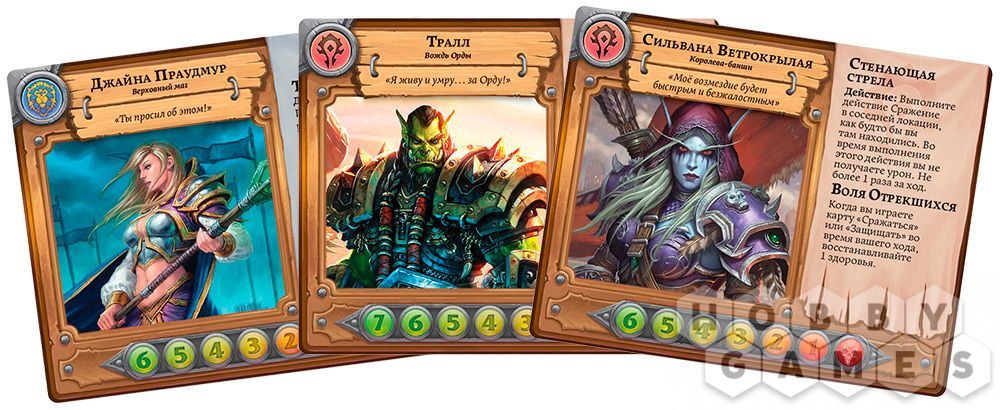 Джайна Праудмур
Верховный маг
«Ты просил об этом!»
6 5 4 3 2
Тралл
Вождь Орды
«Я живу и умру... за Орду!»
7 6 5 4 3
Сильвана Ветрокрылая
Королева-банши
«Моё возмездие будет
быстрым и безжалостным»
6 5 4 3 2 1
Стенающая
стрела
Действие: Выполните
действие Сражение
в соседней локации,
как будто бы вы
там находились. Во
время выполнения
этого действия вы не
получаете урон. Не
более 1 раза за ход.
Воля Отрекшихся
Когда вы играете
карту «Сражаться»
или «Защищать» во
время вашего хода,
восстанавливайте
1 здоровья.
HOBBY
GAMES